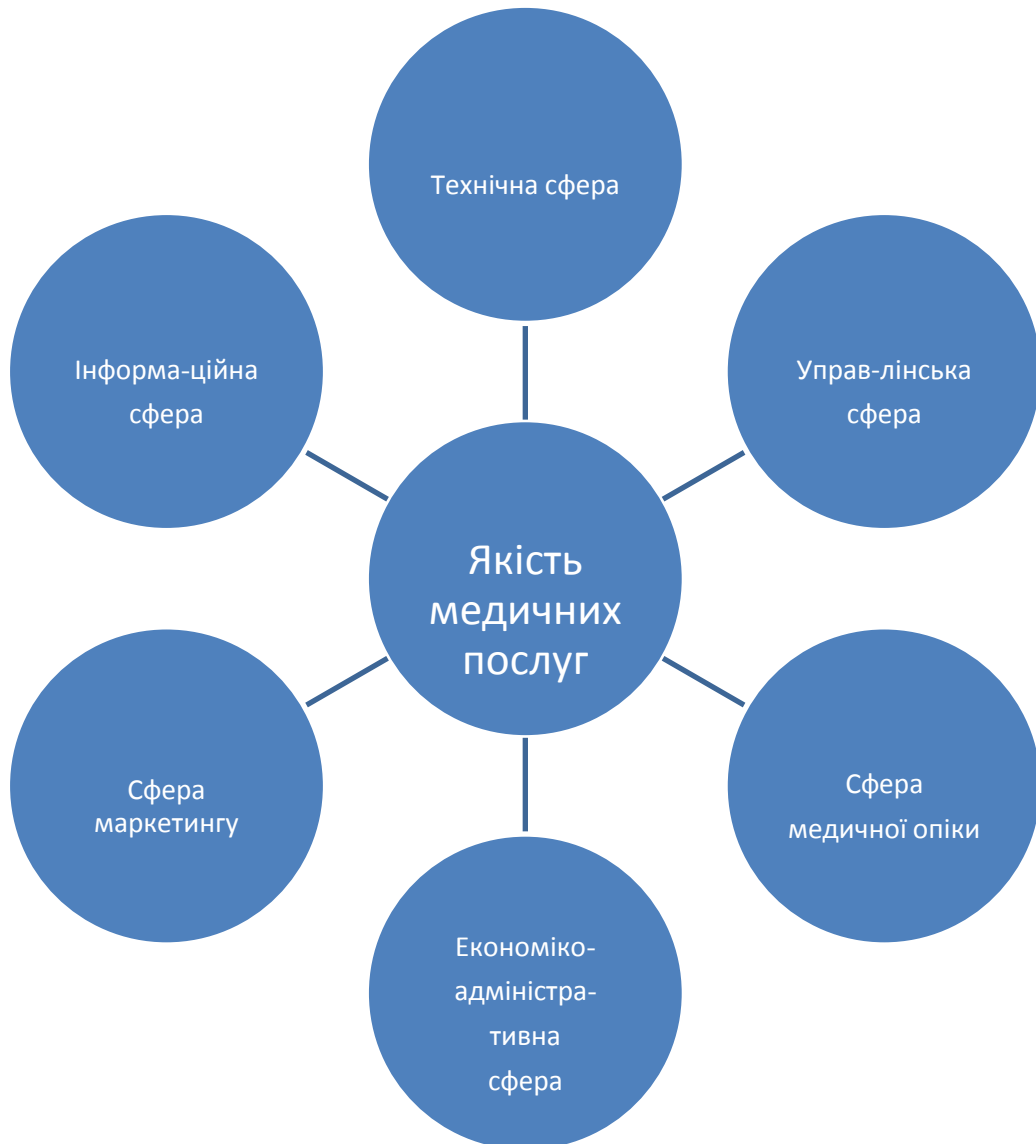 Технічна сфера
Інформа-ційна
сфера
Управ-лінська
сфера
Якість
медичних
послуг
Сфера
маркетингу
Сфера
медичної опіки
Економіко-
адміністра-
тивна
сфера